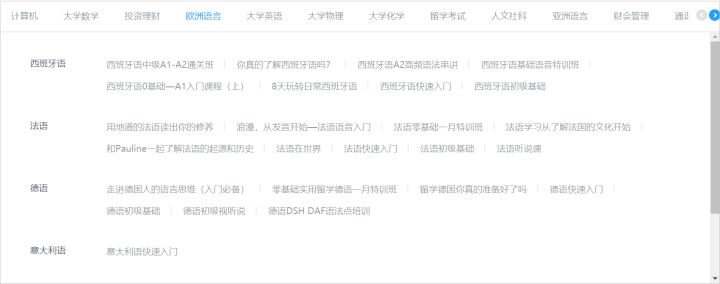 计算机 大学数学 投资理财 欧洲语言 大学英语 大学物理 大学化学 留学考试 人文社科 亚洲语言 财会管理 通识
西班牙语 西班牙语中级A1-A2通关班 你真的了解西班牙语吗？ 西班牙语A2高频语法串讲 西班牙语基础语音特训班
西班牙语0基础—A1入门课程（上） 8天玩转日常西班牙语 西班牙语快速入门 西班牙语初级基础
法语 用地道的法语读出你的修养 浪漫，从发音开始—法语语音入门 法语零基础一月特训班 法语学习从了解法国的文化开始
和Pauline一起了解法语的起源和历史 法语在世界 法语快速入门 法语初级基础 法语听说课
德语 走进德国人的语言思维（入门必备） 零基础实用留学德语一月特训班 留学德国你真的准备好了吗 德语快速入门
德语初级基础 德语初级视听说 德语DSH DAF语法点培训
意大利语 意大利语快速入门